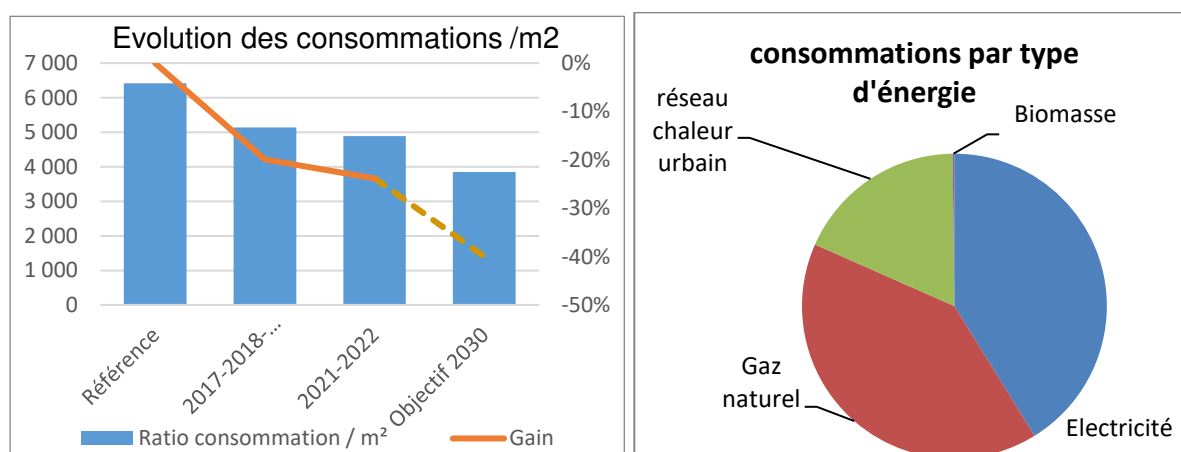 Evolution des consommations /m2
7 000
6 000
5 000
4 000
3 000
2 000
1 000
0
0%
-10%
-20%
-30%
-40%
-50%
Référence
2017-2018-...
2021-2022
Objectif 2030
Ratio consommation / m²
Gain
consommations par type
d'énergie
réseau
chaleur
urbain
Biomasse
Gaz
naturel
Electricité